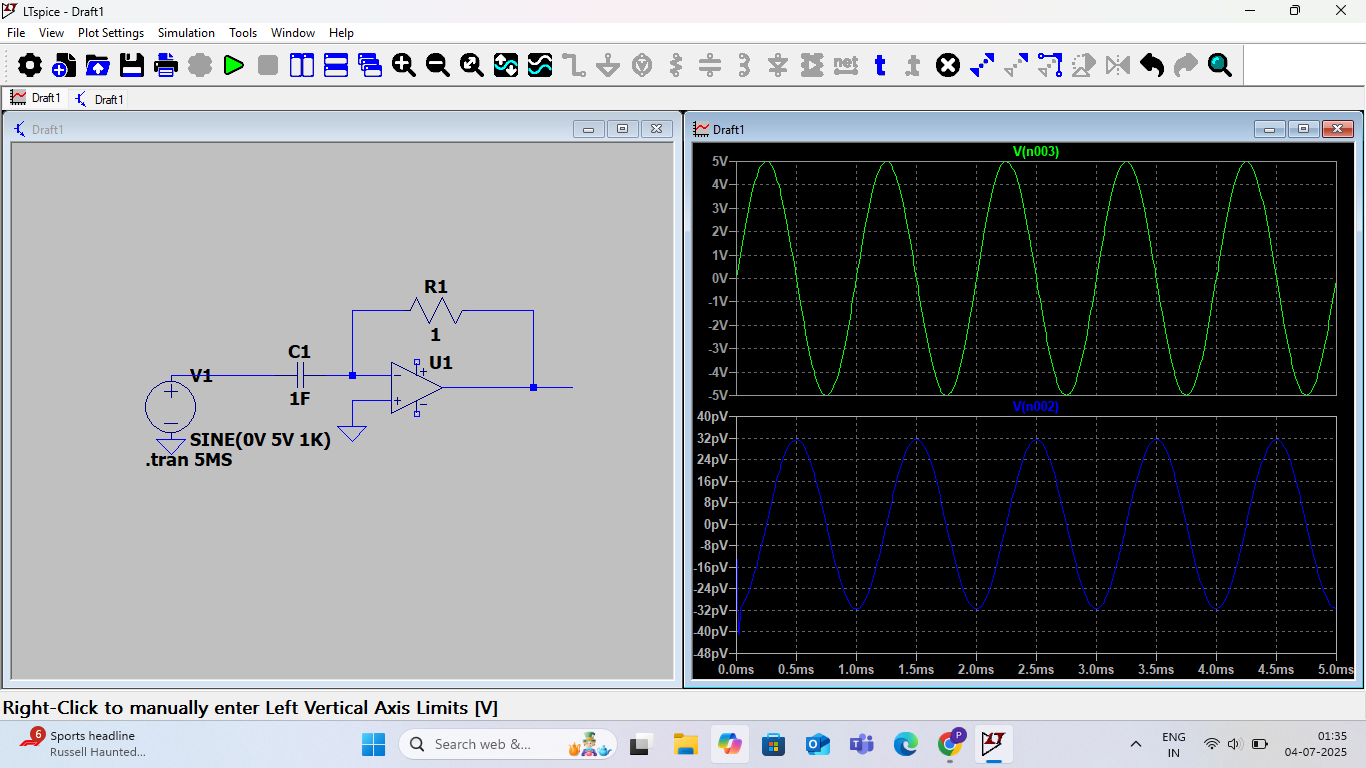 LTspice - Draft1
File View Plot Settings Simulation Tools Window Help
net t t
Draft1 Draft1
Draft1
R1
1
C1
U1
V1
1F
SINE(0V 5V 1K)
.tran 5MS
Draft1
V(n003)
5V
4V
3V
2V
1V
0V
-1V
-2V
-3V
-4V
-5V
V(n002)
40pV
32pV
24pV
16pV
8pV
0pV
-8pV
-16pV
-24pV
-32pV
-40pV
-48pV
0.0ms 0.5ms 1.0ms 1.5ms 2.0ms 2.5ms 3.0ms 3.5ms 4.0ms 4.5ms 5.0ms
Right-Click to manually enter Left Vertical Axis Limits [V]
6
Sports headline
Russell Haunted...
Search web &...
P
LT
ENG
IN
01:35
04-07-2025